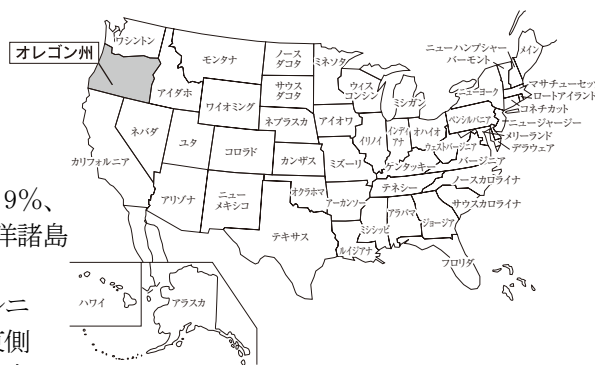 ワシントン
オレゴン州
モンタナ
ノース
ダコタ
ミネソタ
ニューハンプシャー
バーモント
メイン
アイダホ
サウス
ダコタ
ウィス
コンシン
ミシガン
ニューヨーク
マサチューセッツ
ロートアイランド
コネチカット
ワイオミング
ネブラスカ
アイオワ
ペンシルバニア
ニュージャージー
メリーランド
デラウェア
ネバダ
ユタ
コロラド
イリノイ
インディ
アナ
オハイオ
ウェストバージニア
バージニア
カリフォルニア
カンザス
ミズーリ
ケンタッキー
ノースカロライナ
アリゾナ
ニュー
メキシコ
オクラホマ
アーカンソー
テネシー
サウスカロライナ
テキサス
ミシシッピ
アラバマ
ジョージア
ルイジアナ
フロリダ
ハワイ
アラスカ
9%、
洋諸島
ルニ
東側